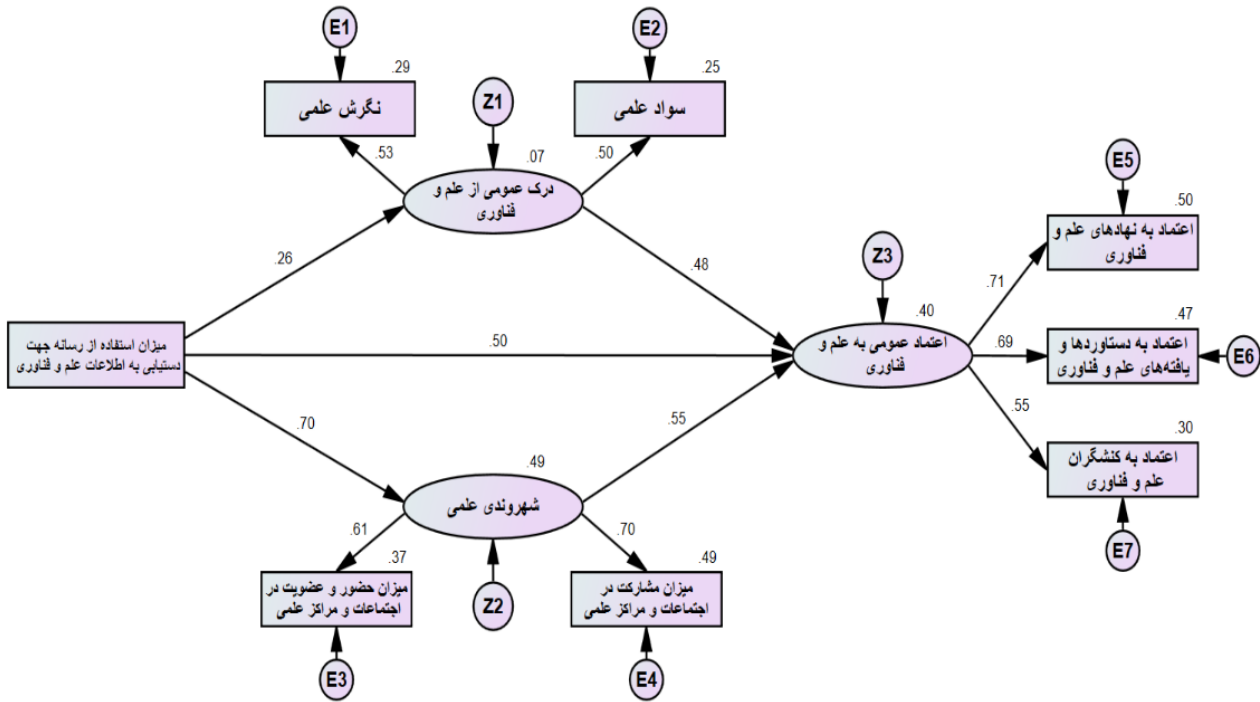 E1
E2
.29
.25
نگرش علمی
Z1
سواد علمی
.53
.07
.50
E5
درک عمومی از علم و
فناوری
.50
اعتماد به نهادهای علم و
فناوری
.26
.48
Z3
.71
.40
.47
میزان استفاده از رسانه جهت
دستیابی به اطلاعات علم و فناوری
.50
اعتماد عمومی به علم و
فناوری
.69
اعتماد به دستاوردها و
یافته‌های علم و فناوری
E6
.70
.55
.55
.30
اعتماد به کنشگران
علم و فناوری
.49
شهروندی علمی
.61
.70
E7
.37
.49
میزان حضور و عضویت در
اجتماعات و مراکز علمی
Z2
میزان مشارکت در
اجتماعات و مراکز علمی
E3
E4